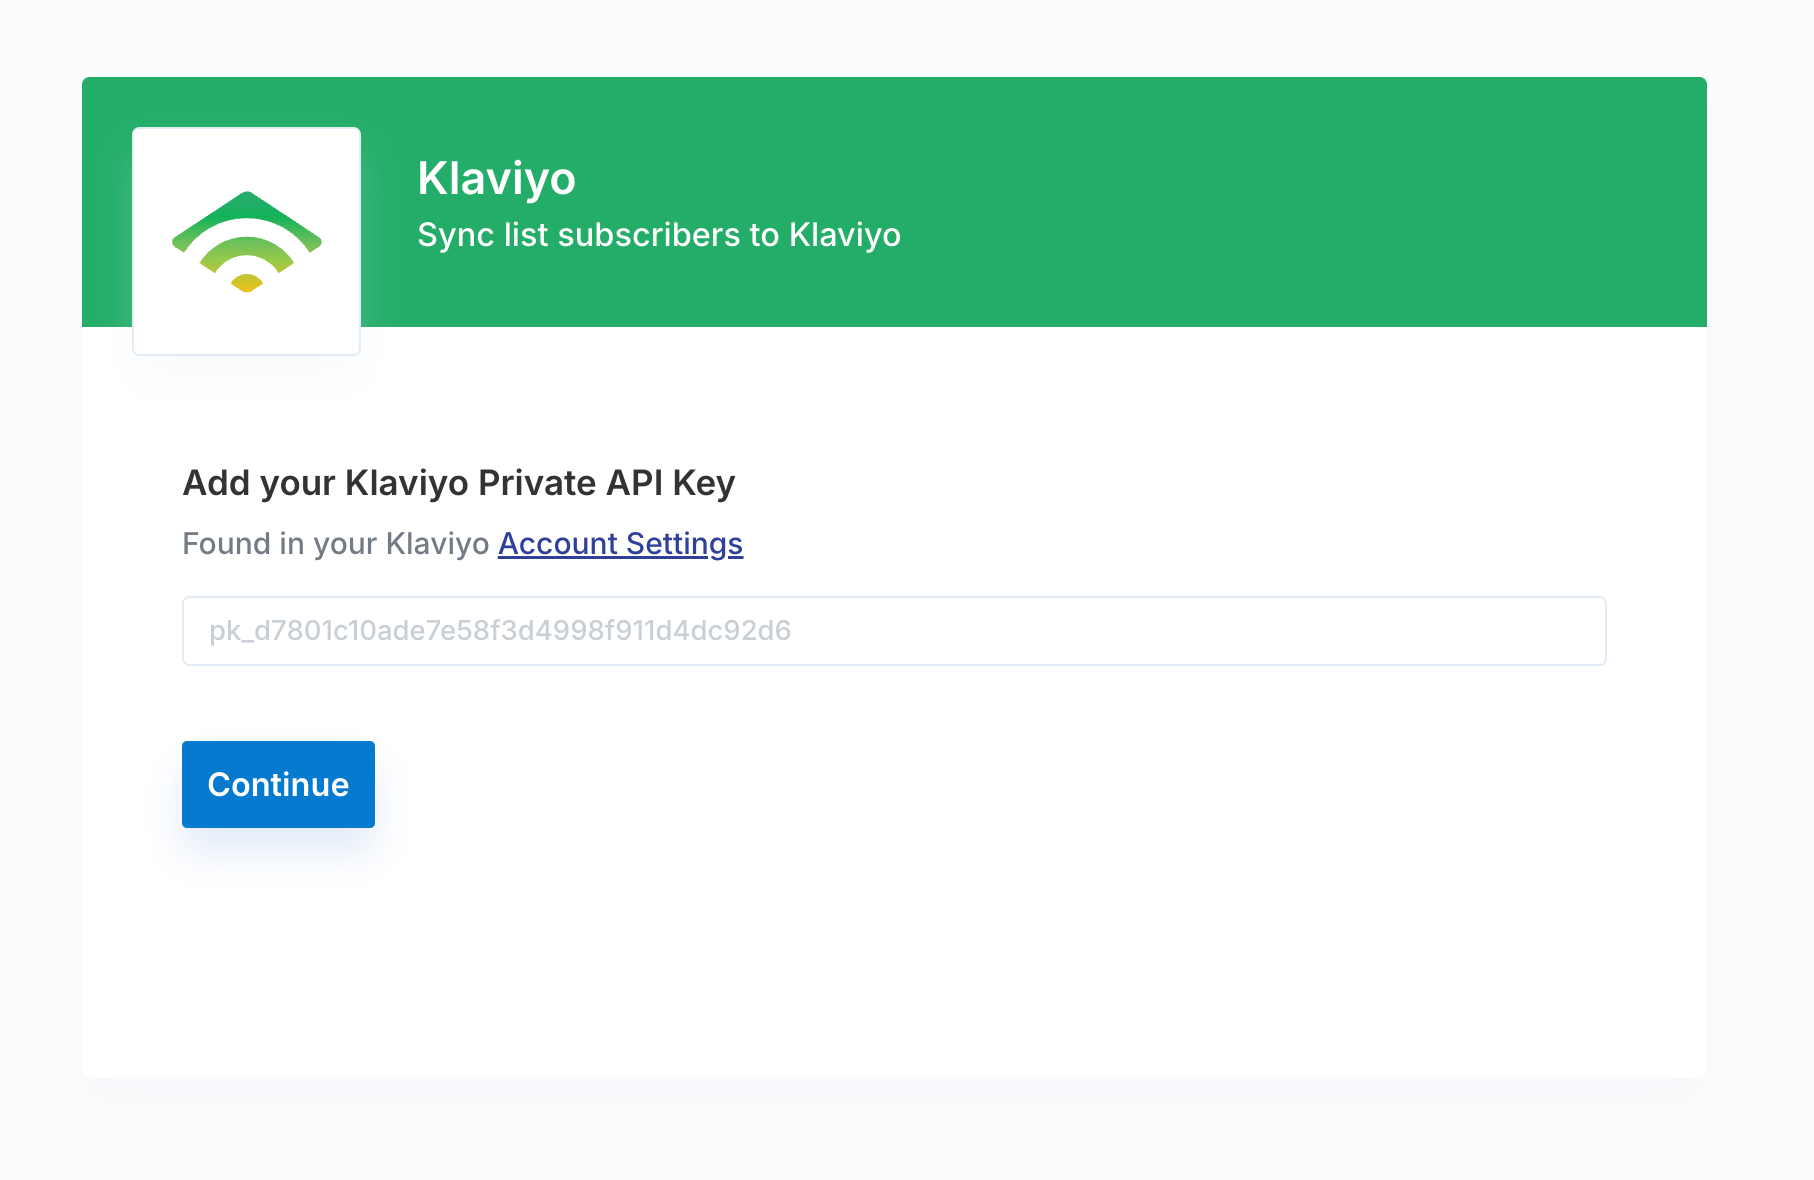 Klaviyo
Sync list subscribers to Klaviyo
Add your Klaviyo Private API Key
Found in your Klaviyo Account Settings
pk_d7801c10ade7e58f3d4998f911d4dc92d6
Continue